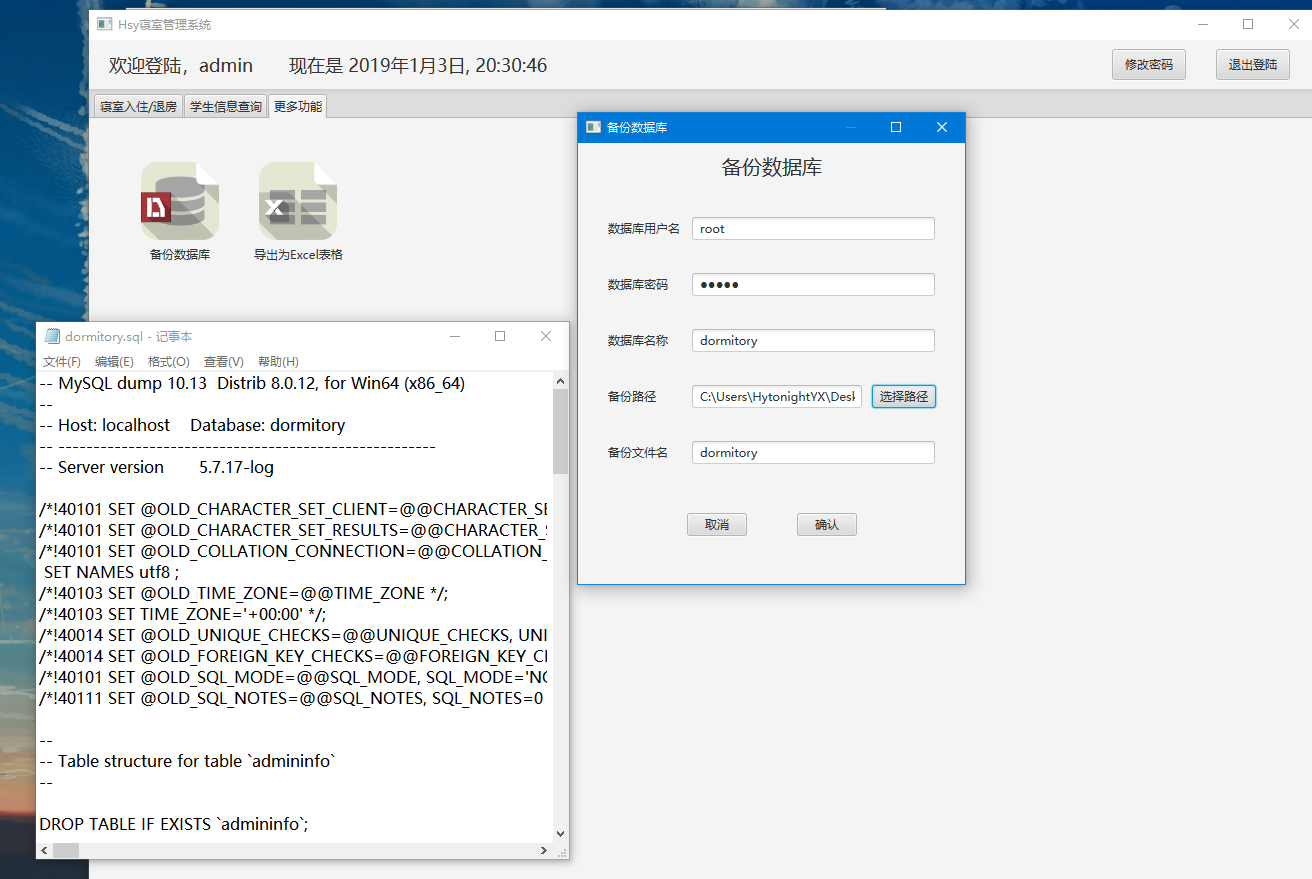 Hsy寝室管理系统
欢迎登陆，admin 现在是 2019年1月3日, 20:30:46
修改密码 退出登陆
寝室入住/退房 学生信息查询 更多功能
备份数据库 导出为Excel表格
备份数据库
备份数据库
数据库用户名 root
数据库密码 ●●●●●
数据库名称 dormitory
备份路径 C:\Users\HytonightYX\Desk 选择路径
备份文件名 dormitory
取消 确认
dormitory.sql - 记事本
文件(F) 编辑(E) 格式(O) 查看(V) 帮助(H)
-- MySQL dump 10.13  Distrib 8.0.12, for Win64 (x86_64)
--
-- Host: localhost    Database: dormitory
-- ------------------------------------------------------
-- Server version	5.7.17-log
/*!40101 SET @OLD_CHARACTER_SET_CLIENT=@@CHARACTER_SE
/*!40101 SET @OLD_CHARACTER_SET_RESULTS=@@CHARACTER_S
/*!40101 SET @OLD_COLLATION_CONNECTION=@@COLLATION_
SET NAMES utf8 ;
/*!40103 SET @OLD_TIME_ZONE=@@TIME_ZONE */;
/*!40103 SET TIME_ZONE='+00:00' */;
/*!40014 SET @OLD_UNIQUE_CHECKS=@@UNIQUE_CHECKS, UNI
/*!40014 SET @OLD_FOREIGN_KEY_CHECKS=@@FOREIGN_KEY_CH
/*!40101 SET @OLD_SQL_MODE=@@SQL_MODE, SQL_MODE='NO
/*!40111 SET @OLD_SQL_NOTES=@@SQL_NOTES, SQL_NOTES=0
--
-- Table structure for table `admininfo`
--
DROP TABLE IF EXISTS `admininfo`;